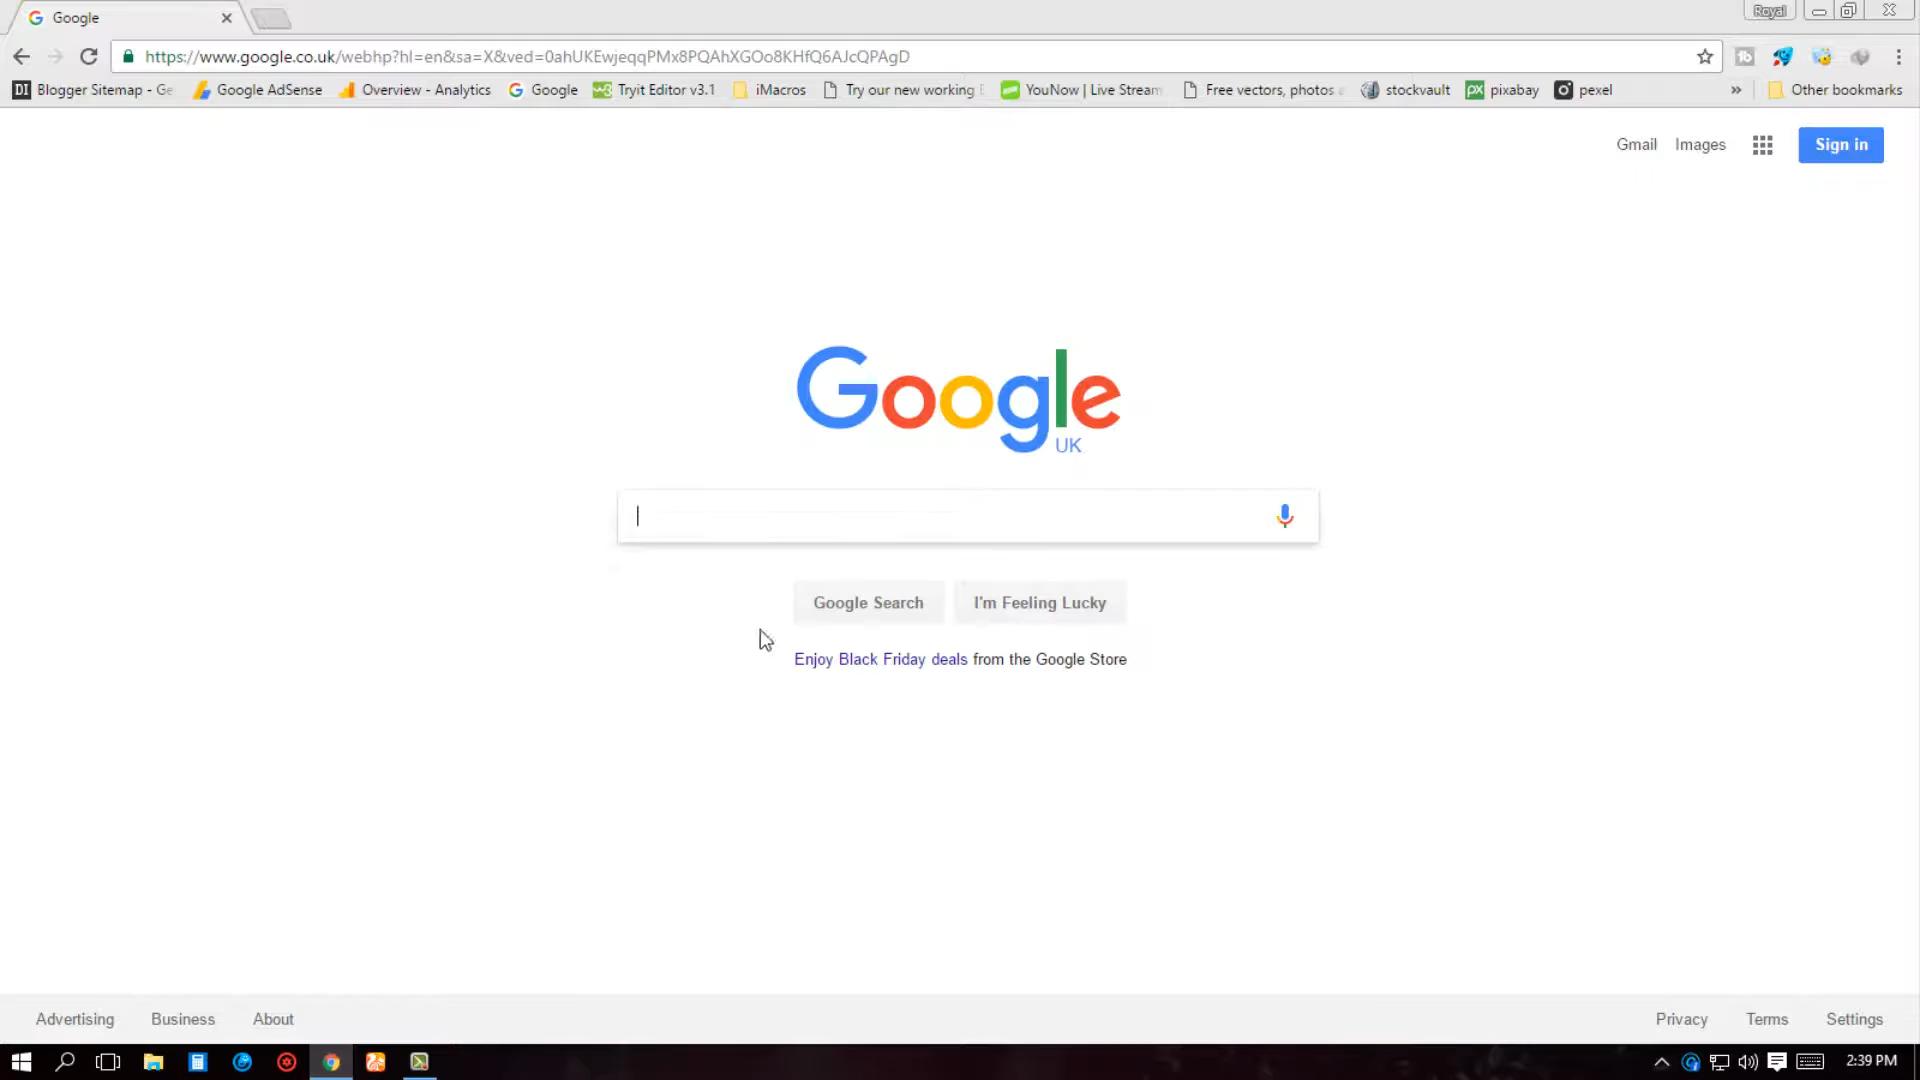 Google
Royal
https://www.google.co.uk/webhp?hl=en&sa=X&ved=0ahUKEwjeqqPMx8PQAhXGOo8KHfQ6AJcQPAgD
Blogger Sitemap - Ge
Google AdSense
Overview - Analytics
Google
Tryit Editor v3.1
iMacros
Try our new working
YouNow | Live Stream
Free vectors, photos
stockvault
pixabay
pexel
» Other bookmarks
Gmail Images Sign in
Google
UK
Google Search I'm Feeling Lucky
Enjoy Black Friday deals from the Google Store
Advertising Business About Privacy Terms Settings
2:39 PM